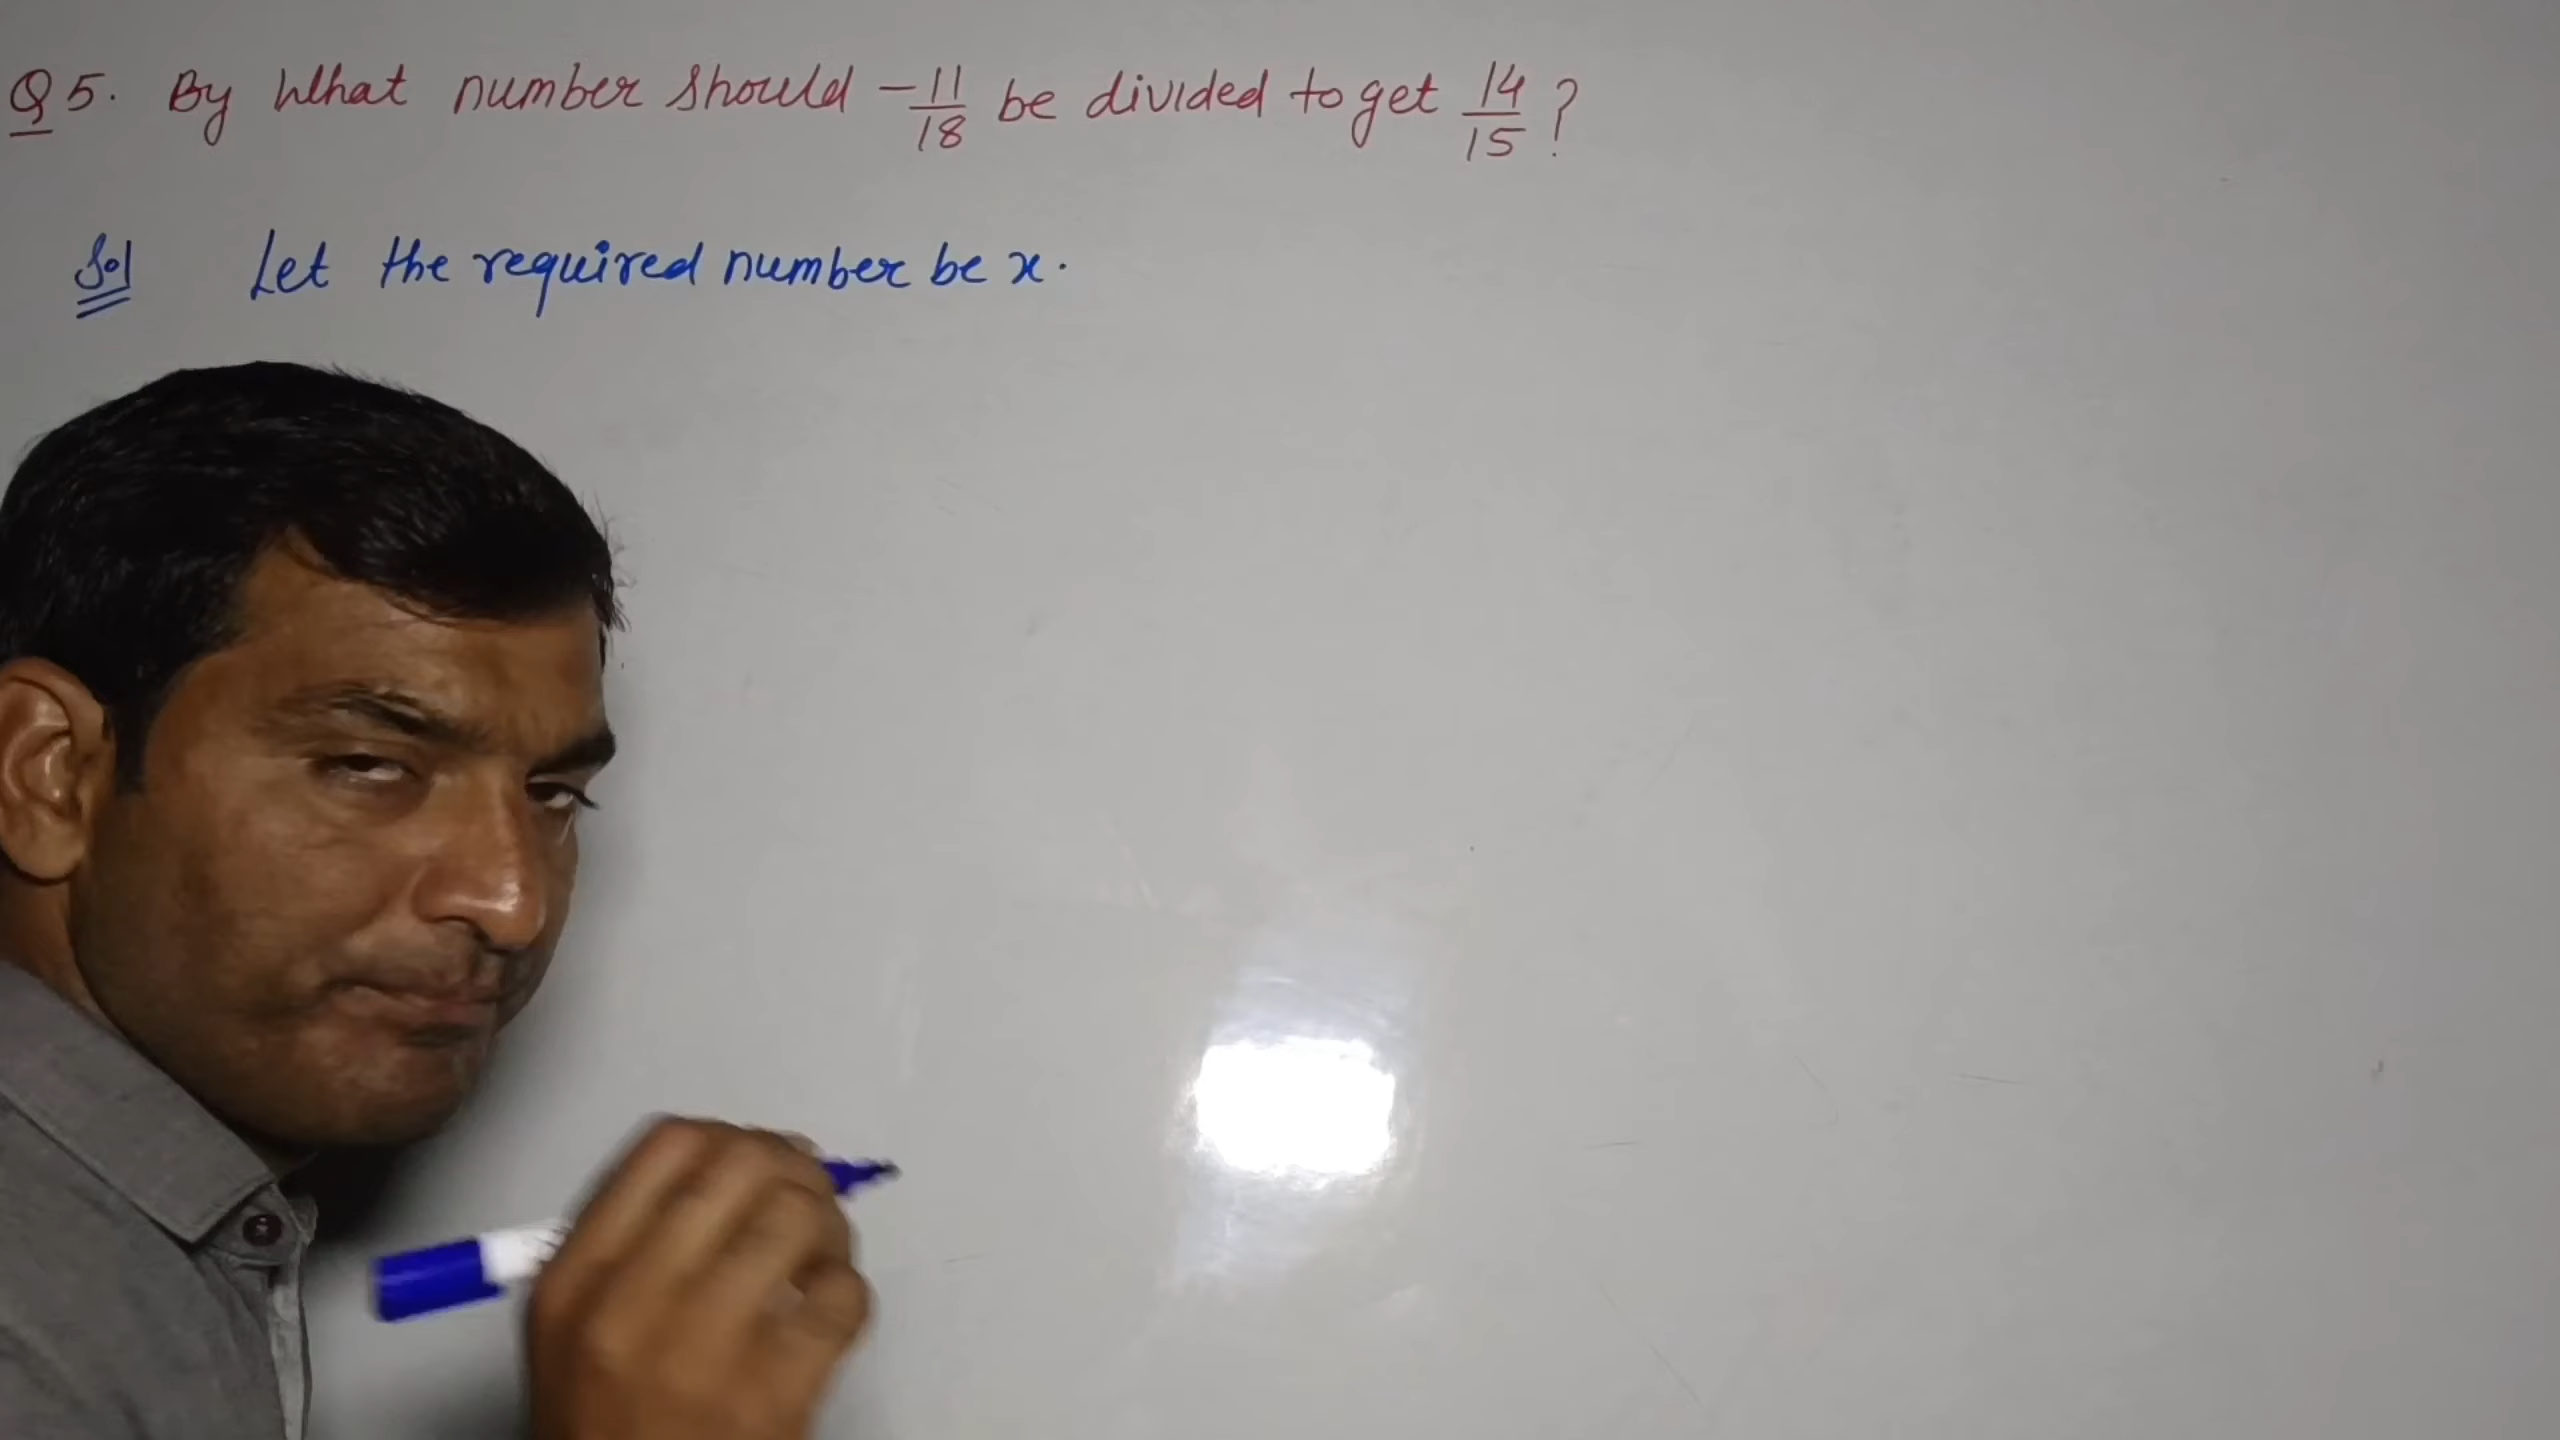 Q5. By What number should -11/18 be divided to get 14/15?
Sol Let the required number be x.